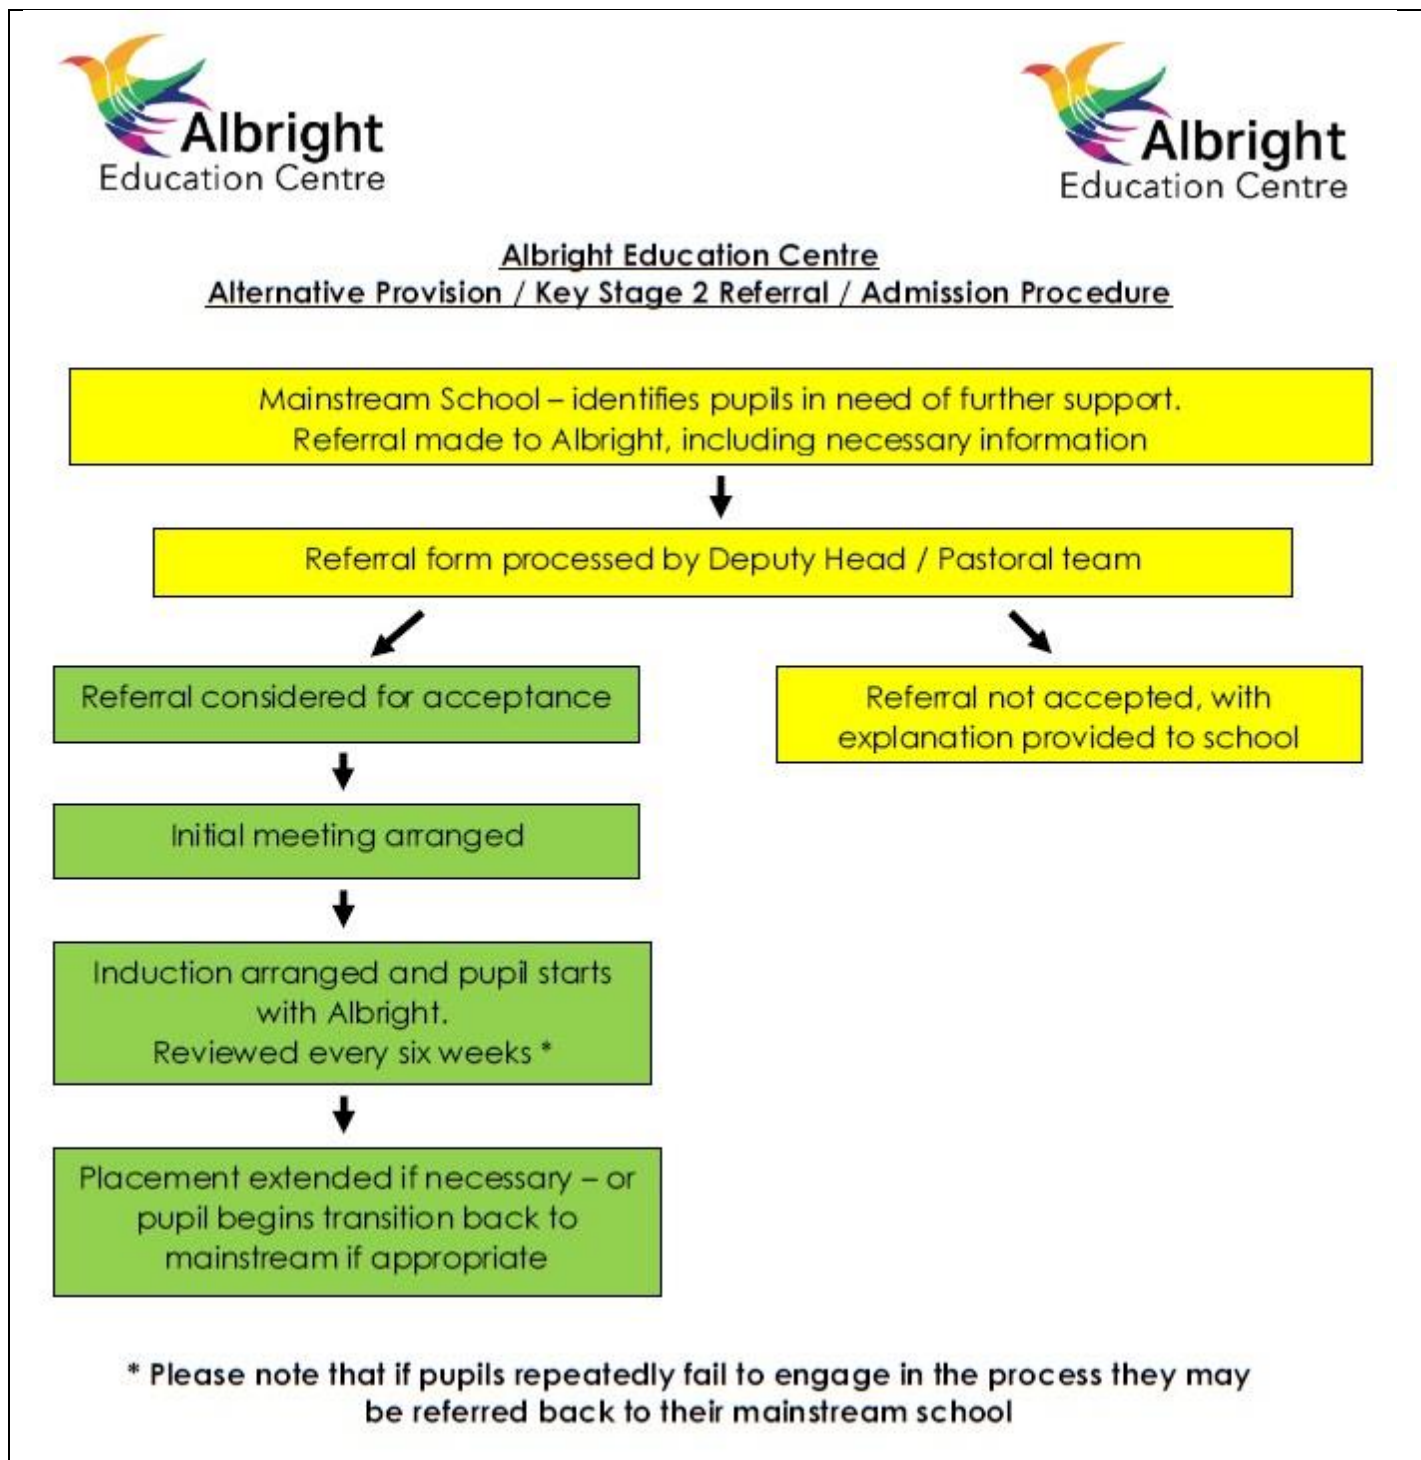 Albright
Education Centre
Albright
Education Centre
Albright Education Centre
Alternative Provision / Key Stage 2 Referral / Admission Procedure
Mainstream School – identifies pupils in need of further support.
Referral made to Albright, including necessary information
Referral form processed by Deputy Head / Pastoral team
Referral considered for acceptance
Referral not accepted, with
explanation provided to school
Initial meeting arranged
Induction arranged and pupil starts
with Albright.
Reviewed every six weeks *
Placement extended if necessary – or
pupil begins transition back to
mainstream if appropriate
* Please note that if pupils repeatedly fail to engage in the process they may
be referred back to their mainstream school